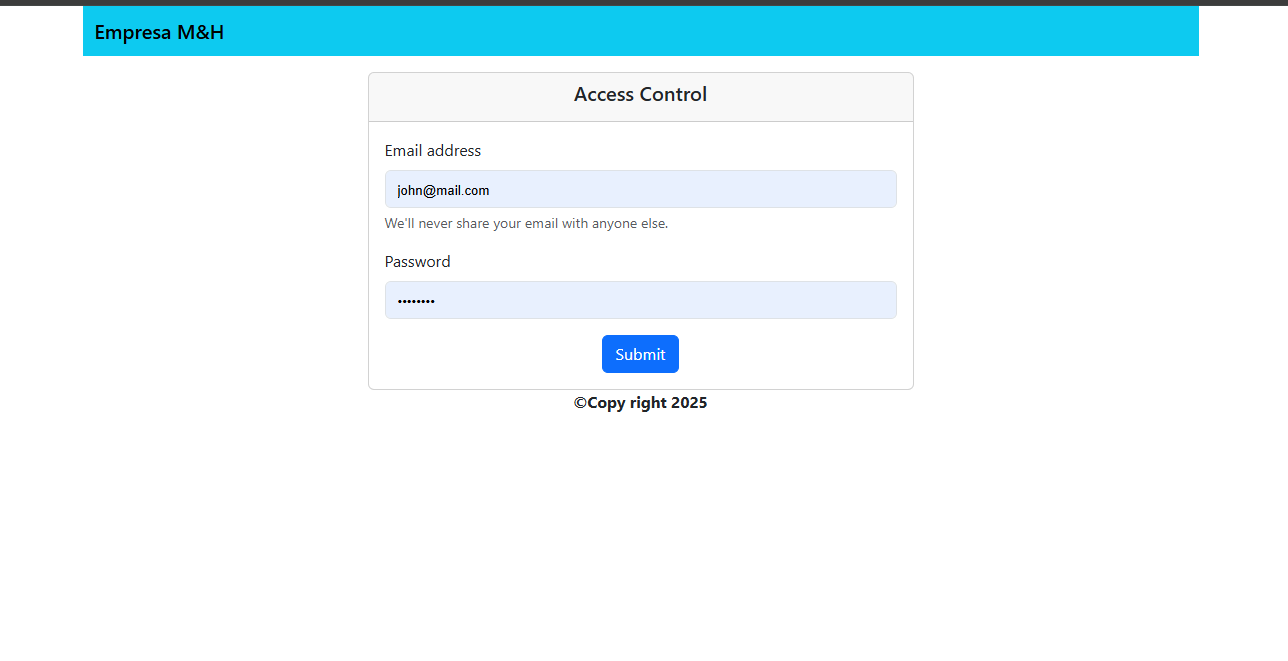 Empresa M&H
Access Control
Email address
john@mail.com
We'll never share your email with anyone else.
Password
••••••••
Submit
©Copy right 2025